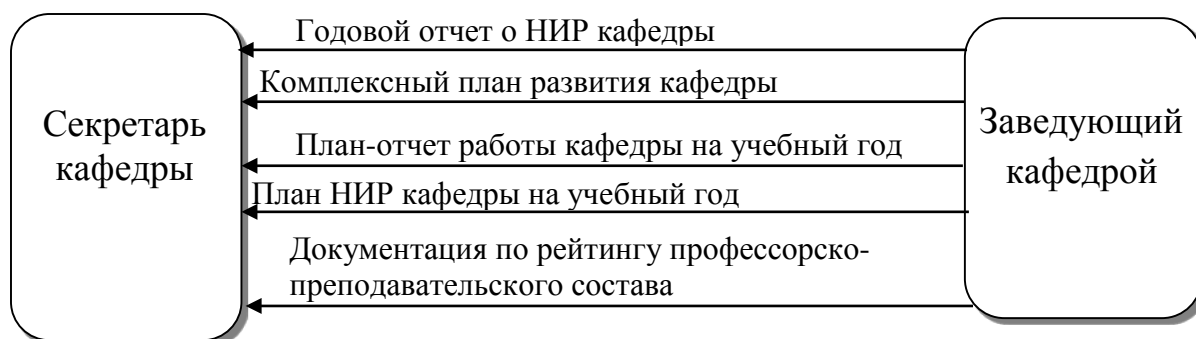 Годовой отчет о НИР кафедры
Комплексный план развития кафедры
Секретарь
кафедры
План-отчет работы кафедры на учебный год
План НИР кафедры на учебный год
Документация по рейтингу профессорско-
преподавательского состава
Заведующий
кафедрой